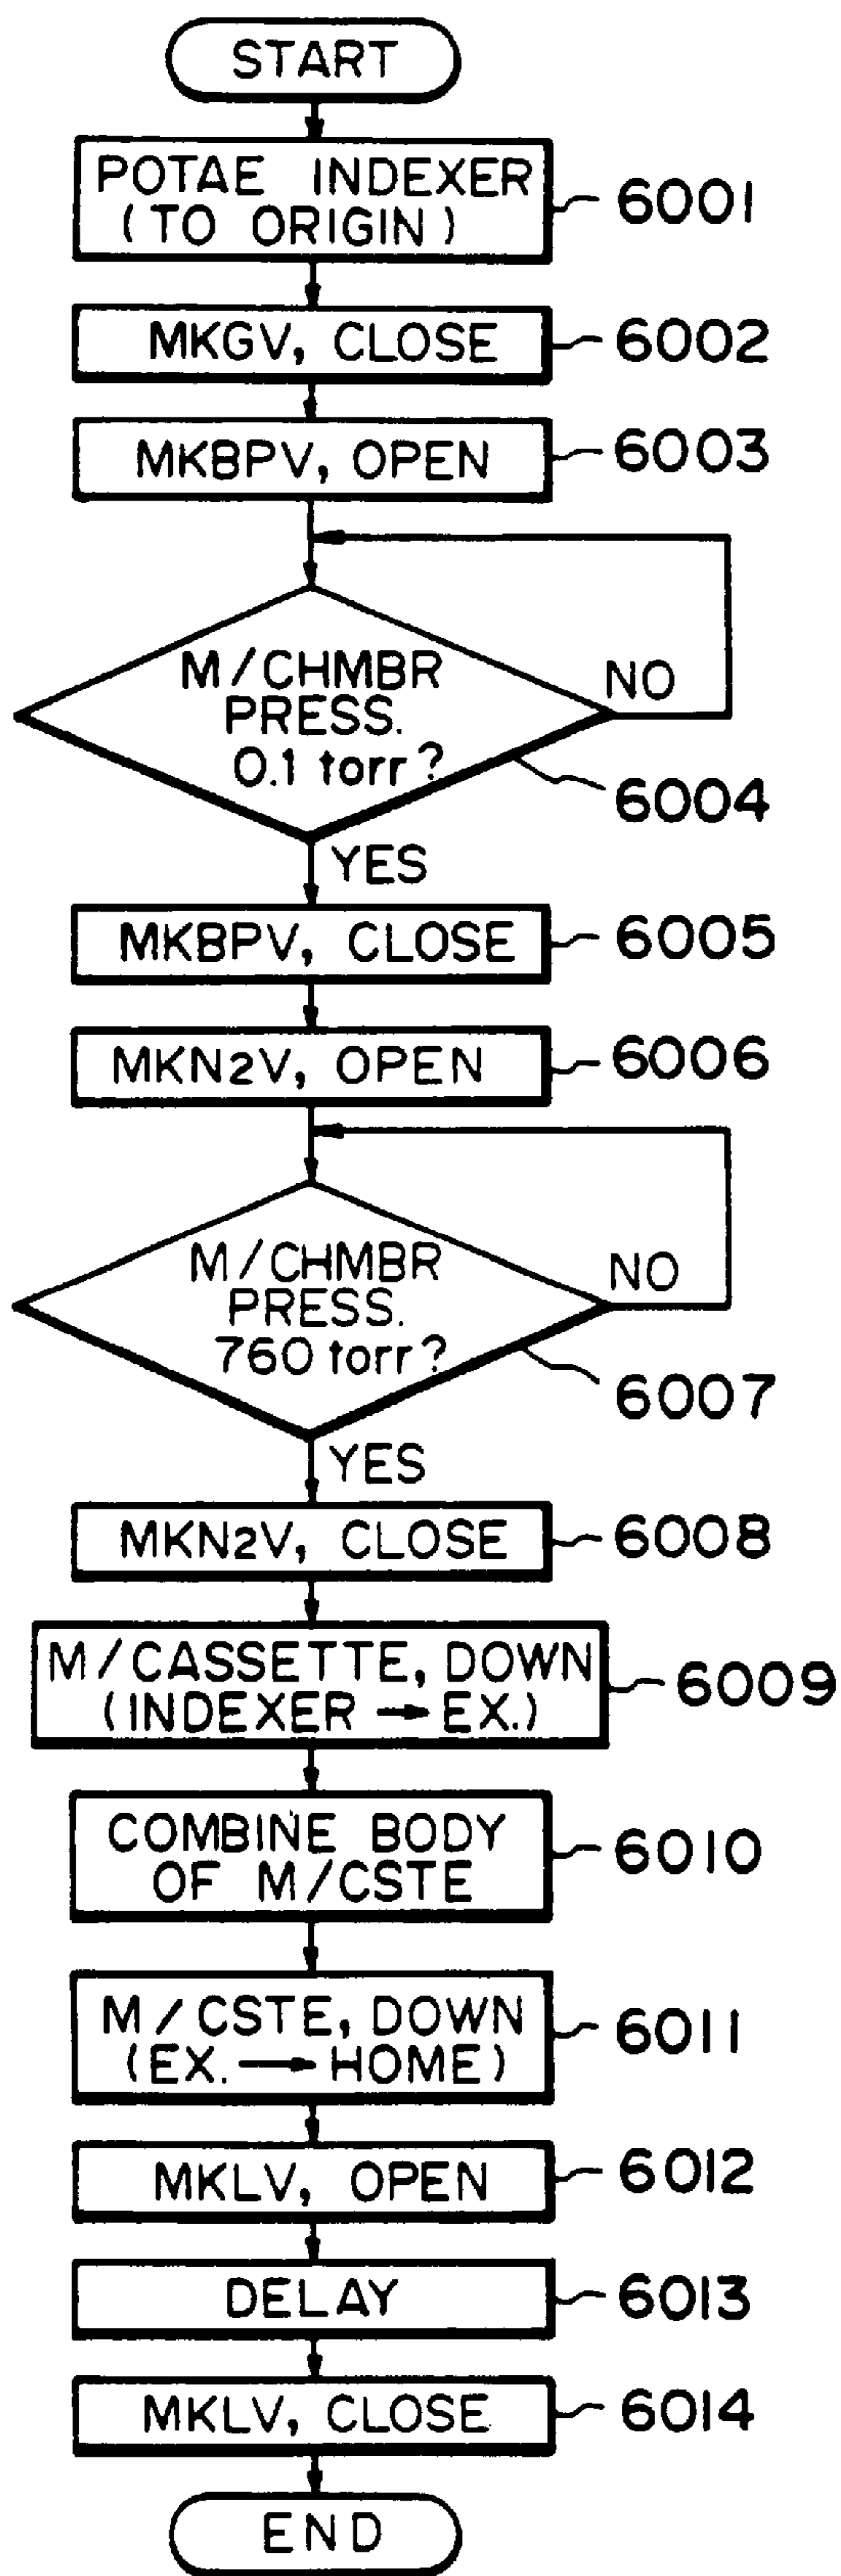 START
POTAE INDEXER
(TO ORIGIN)
6001
MKGV, CLOSE
6002
MKBPV, OPEN
6003
M/CHMBR
PRESS.
0.1 torr?
NO
6004
YES
MKBPV, CLOSE
6005
MKN2V, OPEN
6006
M/CHMBR
PRESS.
760 torr?
NO
6007
YES
MKN2V, CLOSE
6008
M/CASSETTE, DOWN
(INDEXER → EX.)
6009
COMBINE BODY
OF M/CSTE
6010
M/CSTE, DOWN
(EX. → HOME)
6011
MKLV, OPEN
6012
DELAY
6013
MKLV, CLOSE
6014
END